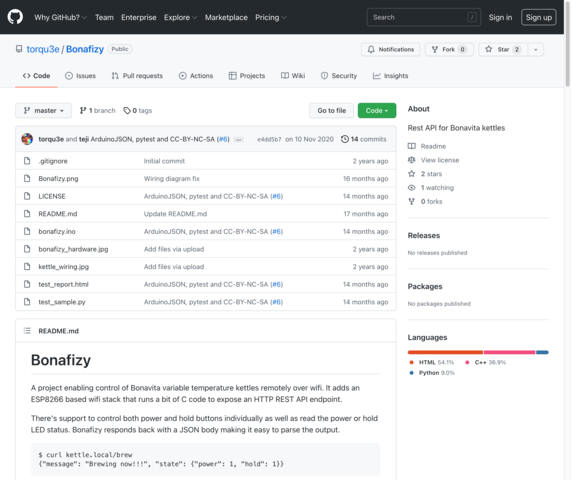 Why GitHub? Team Enterprise Explore Marketplace Pricing Search / Sign in Sign up
torqu3e / Bonafizy Public Notifications Fork 0 Star 2
Code Issues Pull requests Actions Projects Wiki Security Insights
master 1 branch 0 tags Go to file Code
torqu3e and teji ArduinoJSON, pytest and CC-BY-NC-SA (#6) ... e4dd5b7 on 10 Nov 2020 14 commits
.gitignore Initial commit 2 years ago
Bonafizy.png Wiring diagram fix 16 months ago
LICENSE ArduinoJSON, pytest and CC-BY-NC-SA (#6) 14 months ago
README.md Update README.md 17 months ago
bonafizy.ino ArduinoJSON, pytest and CC-BY-NC-SA (#6) 14 months ago
bonafizy_hardware.jpg Add files via upload 2 years ago
kettle_wiring.jpg Add files via upload 2 years ago
test_report.html ArduinoJSON, pytest and CC-BY-NC-SA (#6) 14 months ago
test_sample.py ArduinoJSON, pytest and CC-BY-NC-SA (#6) 14 months ago
README.md
Bonafizy
A project enabling control of Bonavita variable temperature kettles remotely over wifi. It adds an
ESP8266 based wifi stack that runs a bit of C code to expose an HTTP REST API endpoint.
There's support to control both power and hold buttons individually as well as read the power or hold
LED status. Bonafizy responds back with a JSON body making it easy to parse the output.
$ curl kettle.local/brew
{"message": "Brewing now!!!", "state": {"power": 1, "hold": 1}}
About
Rest API for Bonavita kettles
Readme
View license
2 stars
1 watching
0 forks
Releases
No releases published
Packages
No packages published
Languages
HTML 54.1% C++ 36.9%
Python 9.0%